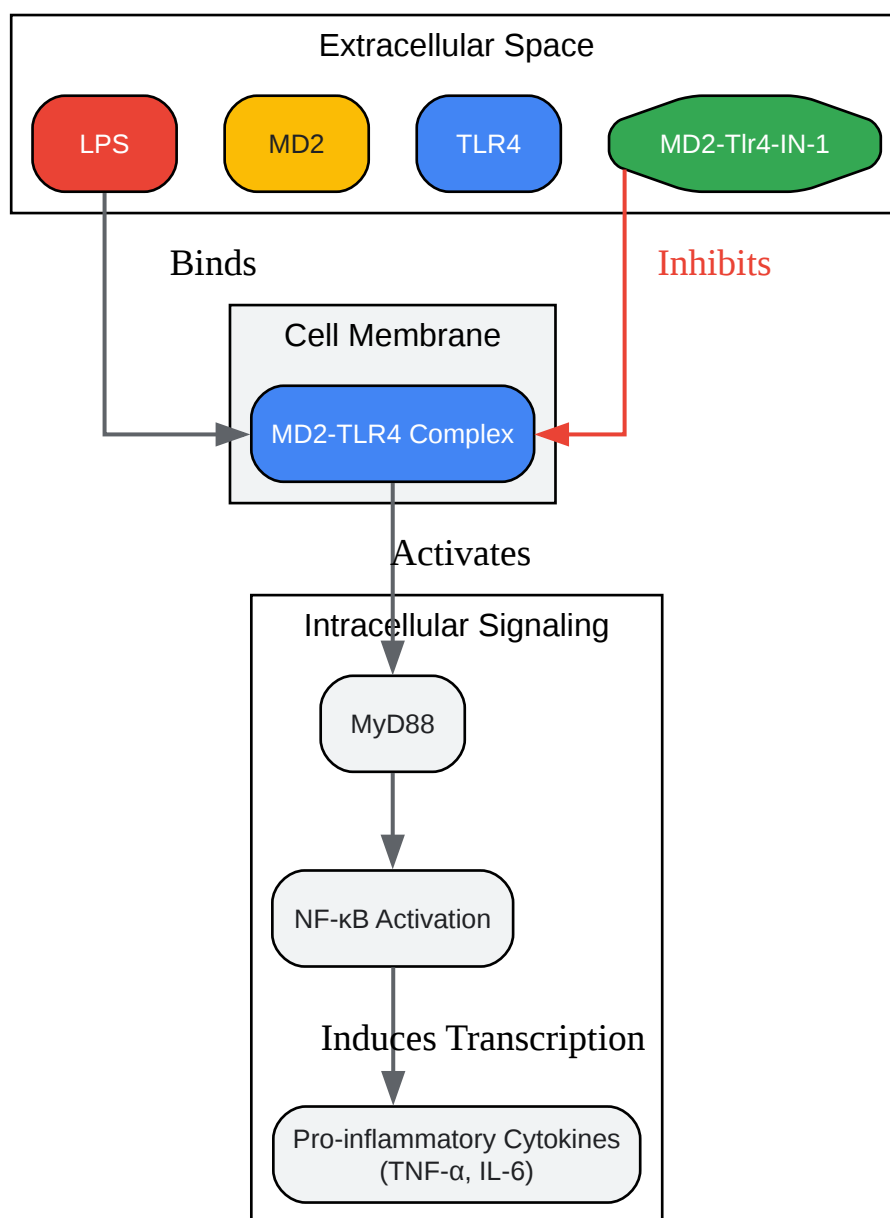 Extracellular Space
LPS
MD2
TLR4
MD2-Tlr4-IN-1
Binds
Inhibits
Cell Membrane
MD2-TLR4 Complex
Activates
Intracellular Signaling
MyD88
NF-κB Activation
Induces Transcription
Pro-inflammatory Cytokines
(TNF-α, IL-6)